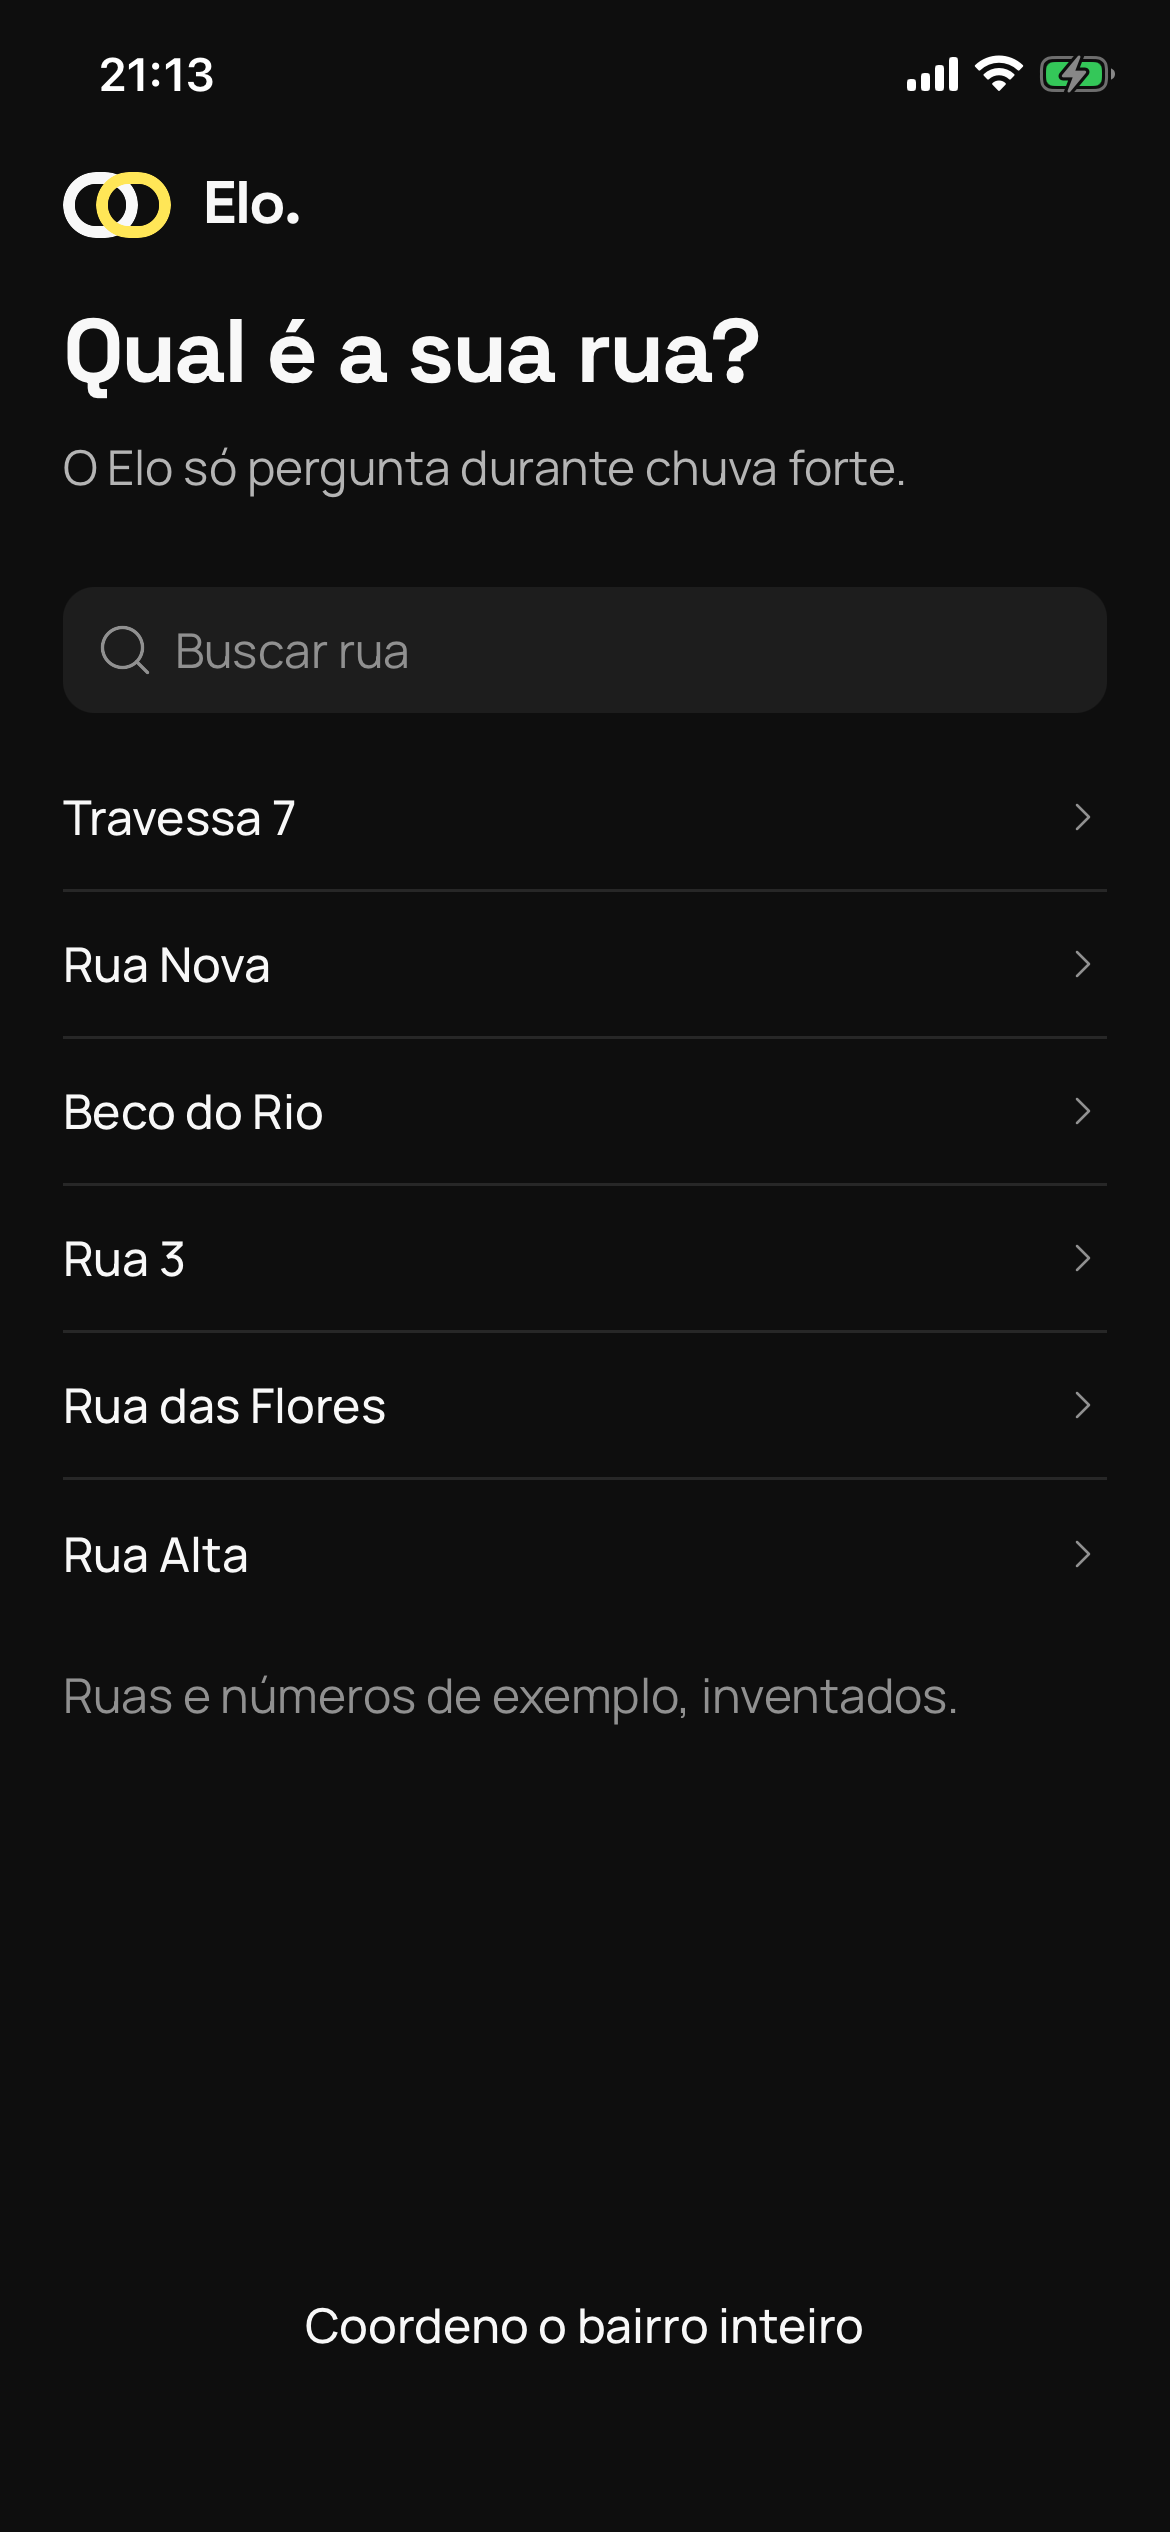 21:13
Elo.
Qual é a sua rua?
O Elo só pergunta durante chuva forte.
Buscar rua
Travessa 7
Rua Nova
Beco do Rio
Rua 3
Rua das Flores
Rua Alta
Ruas e números de exemplo, inventados.
Coordeno o bairro inteiro